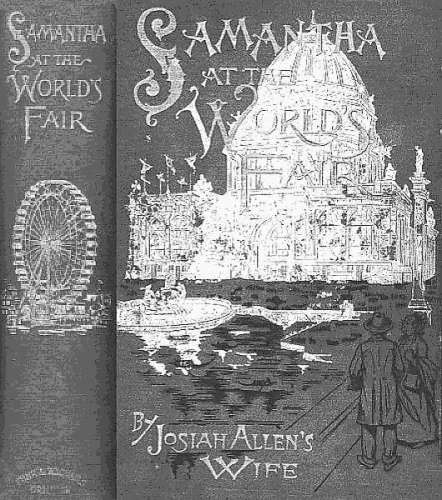 SAMANTHA
AT THE
WORLD'S
FAIR
SAMANTHA
AT THE
WORLD'S
FAIR
BY JOSIAH ALLEN'S
WIFE